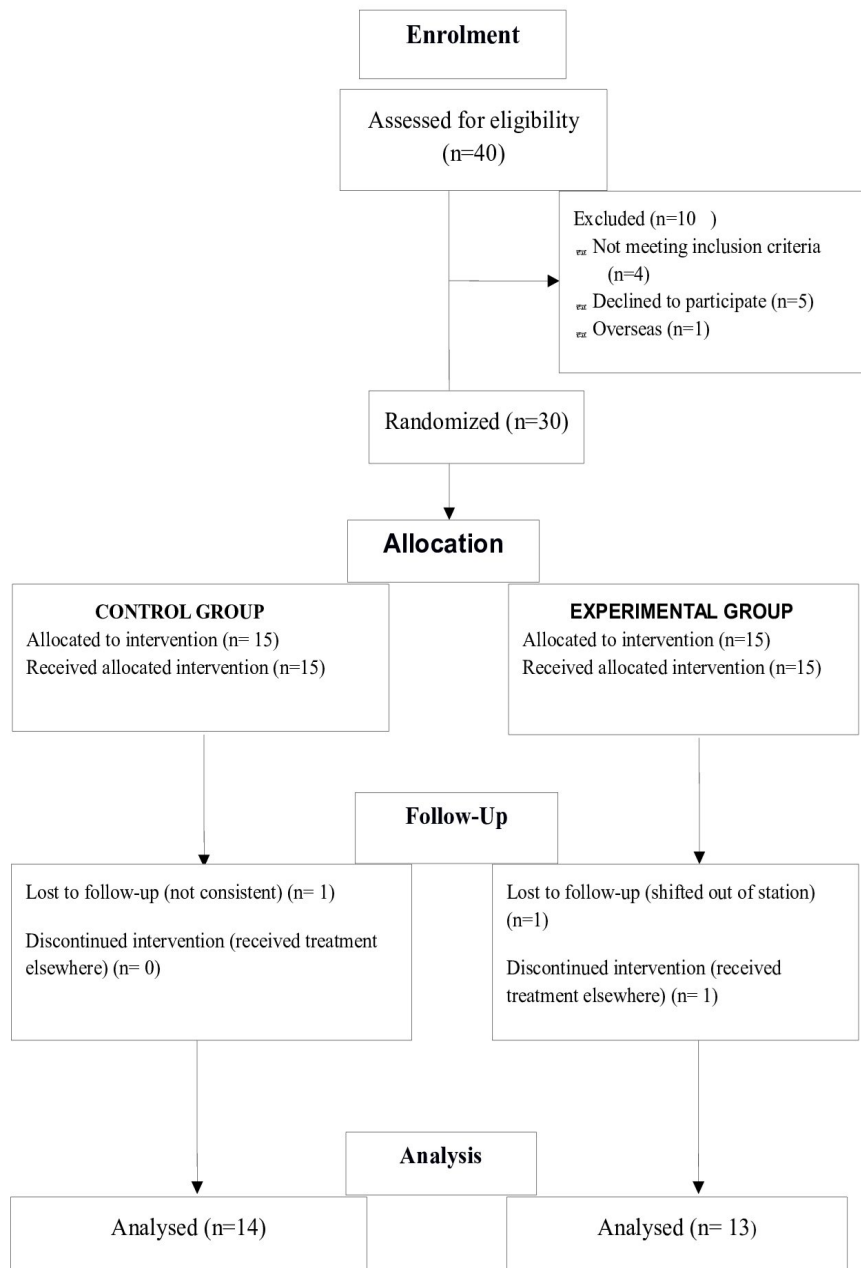 Enrolment
Assessed for eligibility
(n=40)
Excluded (n=10 )
Not meeting inclusion criteria
(n=4)
Declined to participate (n=5)
Overseas (n=1)
Randomized (n=30)
Allocation
CONTROL GROUP
Allocated to intervention (n= 15)
Received allocated intervention (n=15)
EXPERIMENTAL GROUP
Allocated to intervention (n=15)
Received allocated intervention (n=15)
Follow-Up
Lost to follow-up (not consistent) (n= 1)
Discontinued intervention (received treatment
elsewhere) (n= 0)
Lost to follow-up (shifted out of station)
(n=1)
Discontinued intervention (received
treatment elsewhere) (n= 1)
Analysis
Analysed (n=14)
Analysed (n= 13)